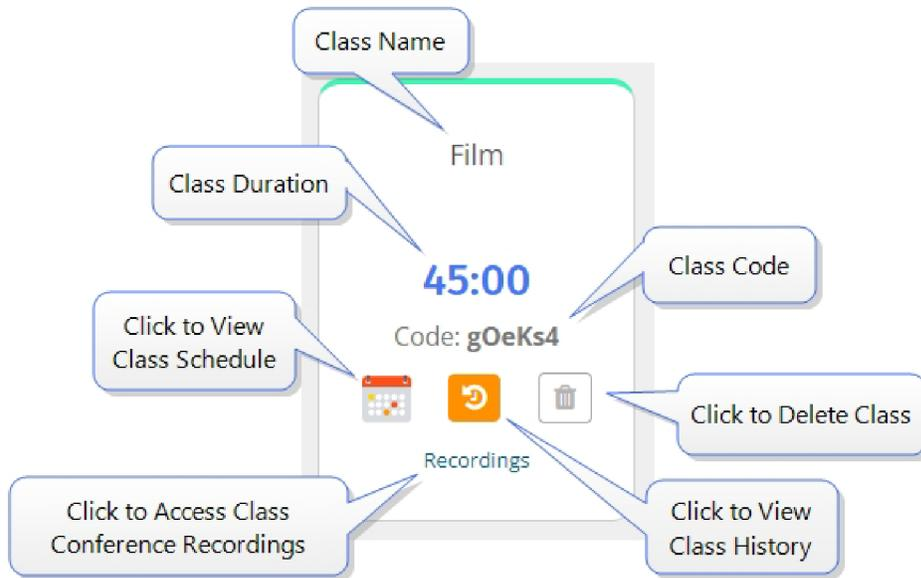 Class Name
Film
Class Duration
45:00
Class Code
Code: gOeKs4
Click to View
Class Schedule
Click to Delete Class
Recordings
Click to Access Class
Conference Recordings
Click to View
Class History